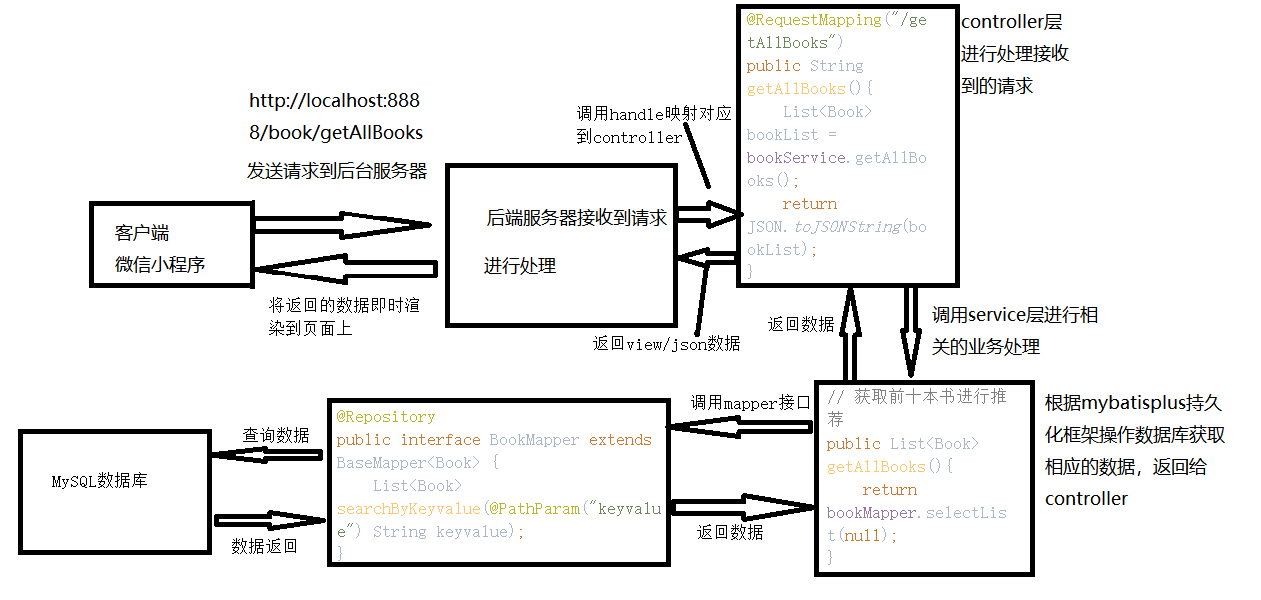 http://localhost:888
8/book/getAllBooks
发送请求到后台服务器
客户端
微信小程序
将返回的数据即时渲
染到页面上
后端服务器接收到请求
进行处理
调用handle映射对应
到controller
返回view/json数据
@RequestMapping("/ge
tAllBooks")
public String
getAllBooks(){
List<Book>
bookList =
bookService.getAllBo
oks();
return
JSON.toJSONString(bo
okList);
}
controller层
进行处理接收
到的请求
返回数据
调用service层进行相
关的业务处理
// 获取前十本书进行推
荐
public List<Book>
getAllBooks(){
return
bookMapper.selectLis
t(null);
}
根据mybatisplus持久
化框架操作数据库获取
相应的数据，返回给
controller
调用mapper接口
返回数据
@Repository
public interface BookMapper extends
BaseMapper<Book> {
List<Book>
searchByKeyvalue(@PathParam("keyvalu
e") String keyvalue);
}
查询数据
数据返回
MySQL数据库